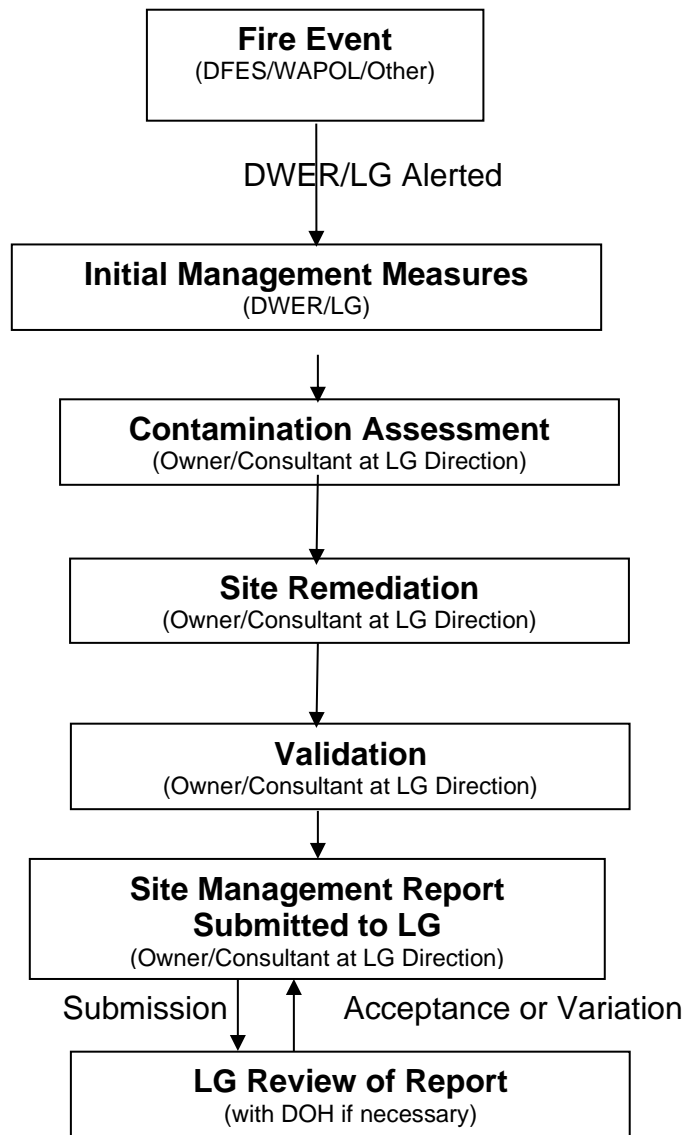 Fire Event
(DFES/WAPOL/Other)
DWER/LG Alerted
Initial Management Measures
(DWER/LG)
Contamination Assessment
(Owner/Consultant at LG Direction)
Site Remediation
(Owner/Consultant at LG Direction)
Validation
(Owner/Consultant at LG Direction)
Site Management Report
Submitted to LG
(Owner/Consultant at LG Direction)
Submission
Acceptance or Variation
LG Review of Report
(with DOH if necessary)